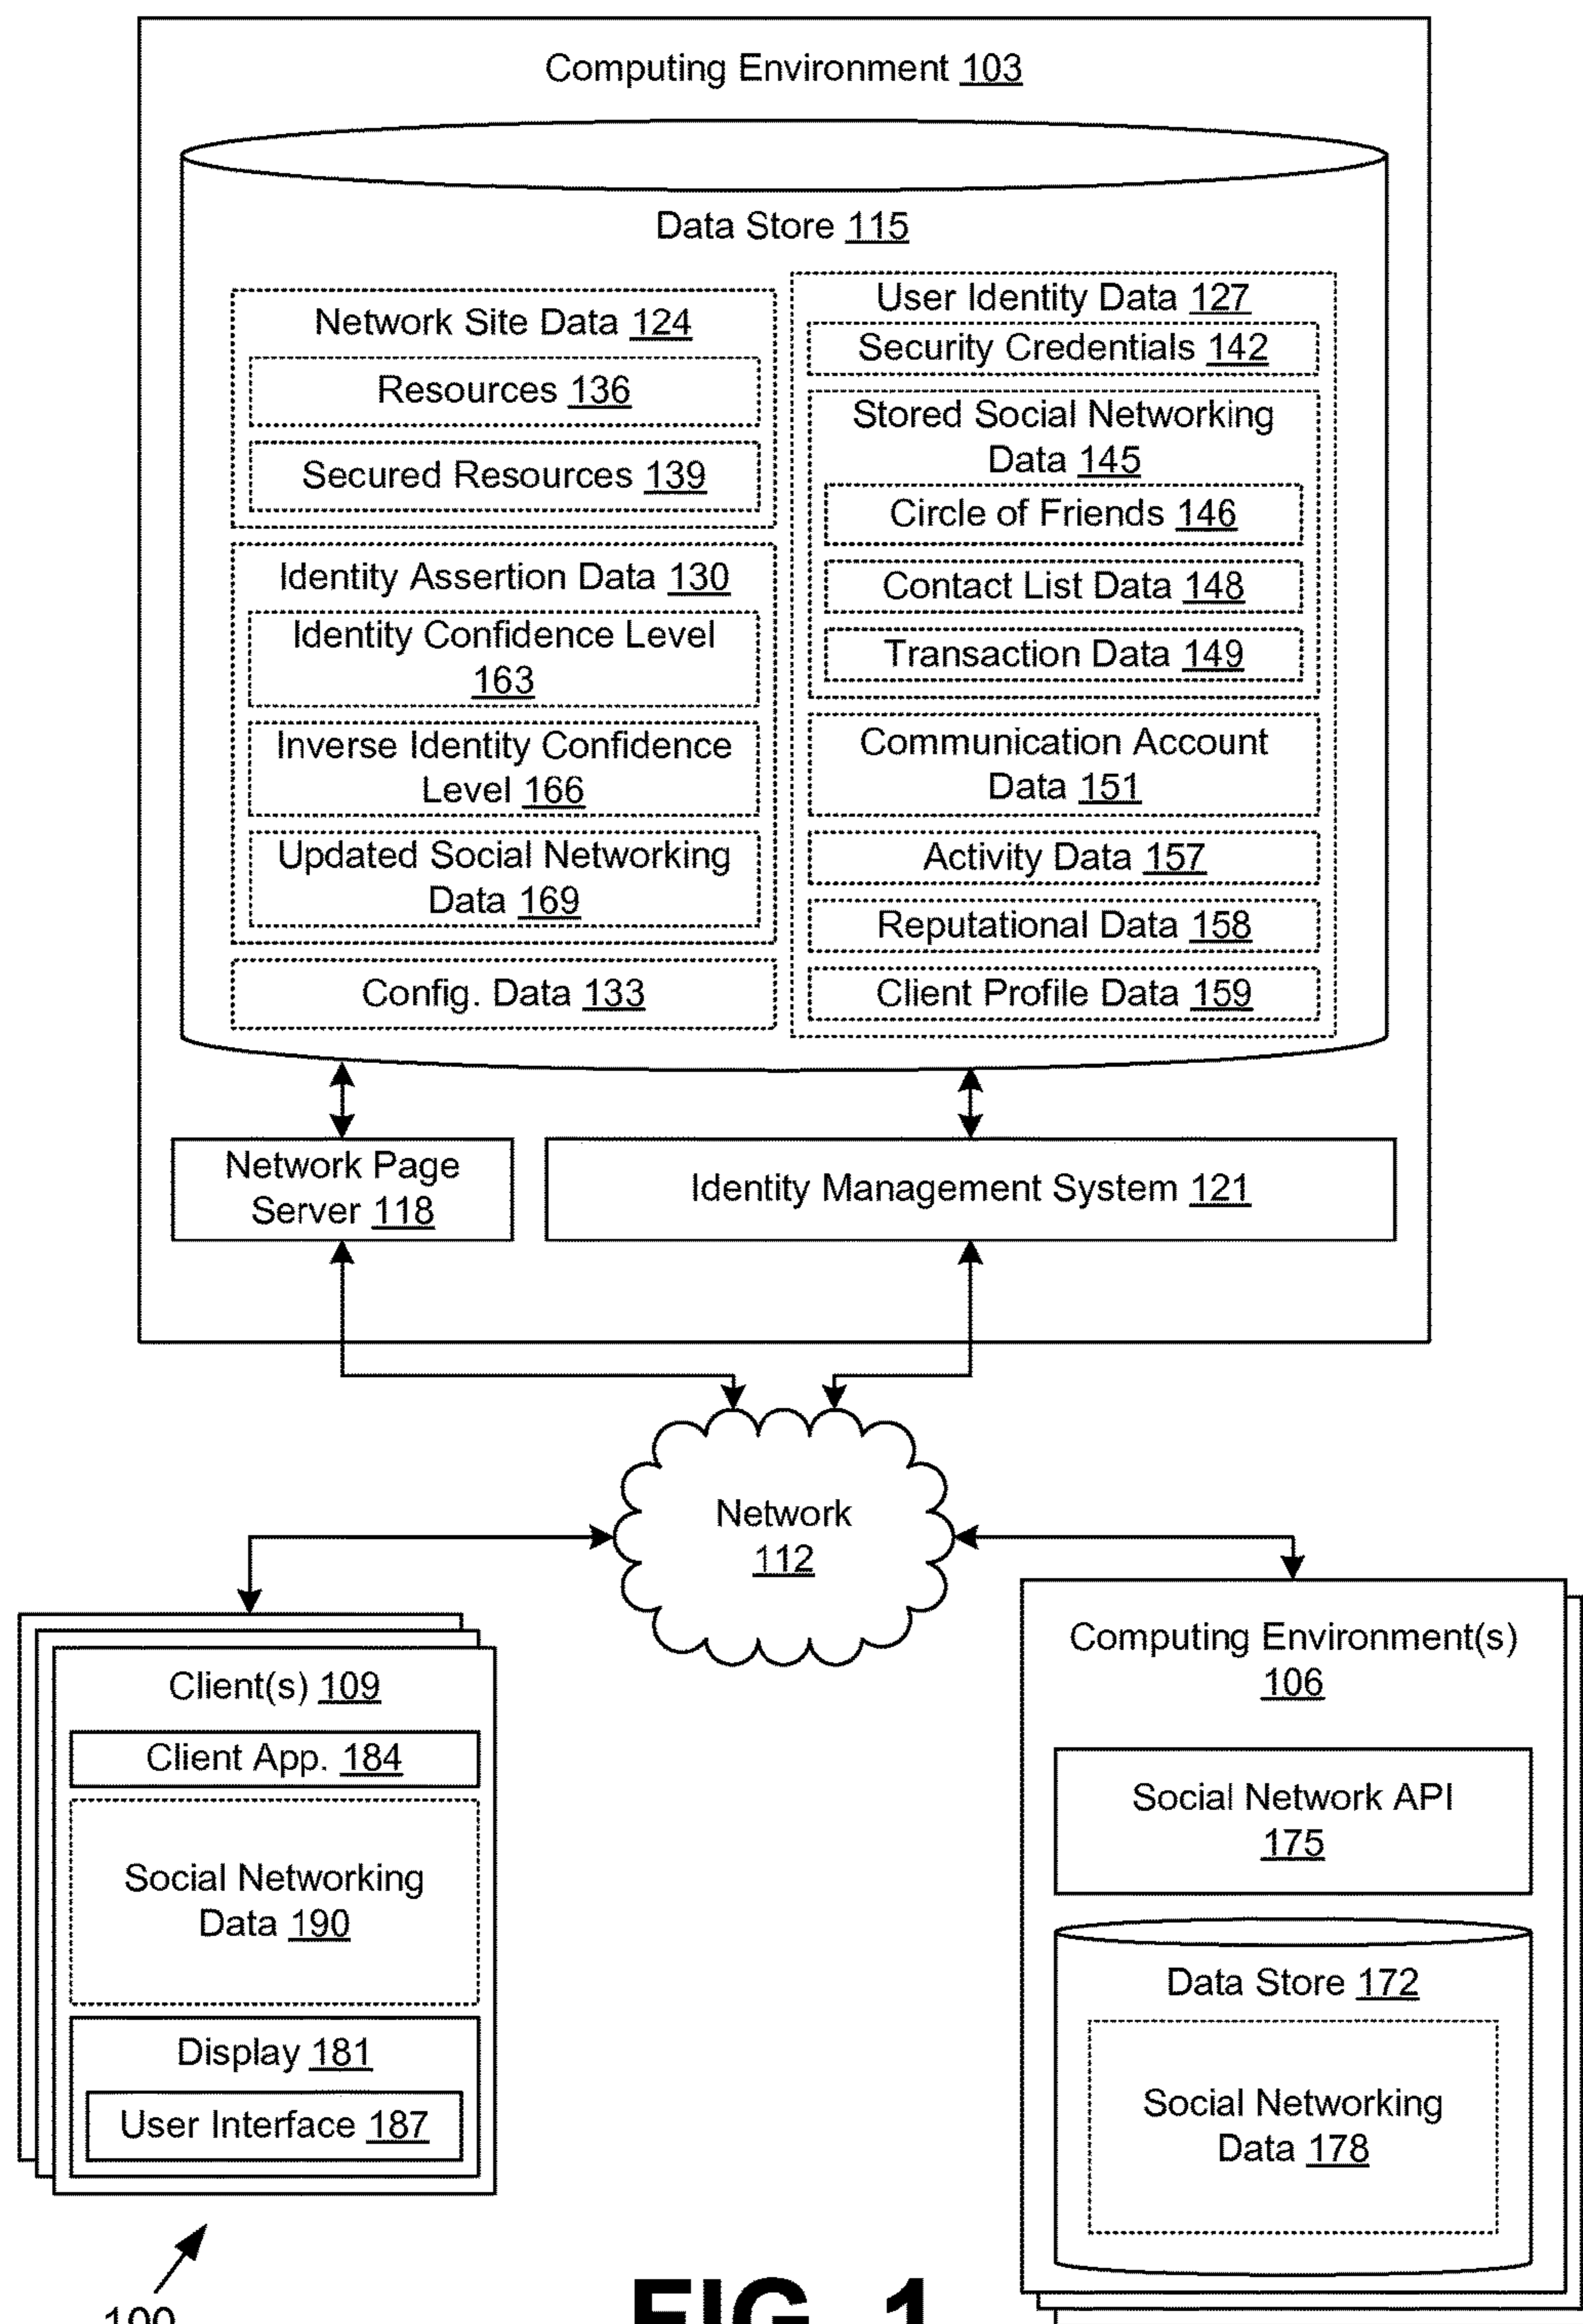 Computing Environment 103
Data Store 115
Network Site Data 124
Resources 136
Secured Resources 139
Identity Assertion Data 130
Identity Confidence Level
163
Inverse Identity Confidence
Level 166
Updated Social Networking
Data 169
Config. Data 133
User Identity Data 127
Security Credentials 142
Stored Social Networking
Data 145
Circle of Friends 146
Contact List Data 148
Transaction Data 149
Communication Account
Data 151
Activity Data 157
Reputational Data 158
Client Profile Data 159
Network Page
Server 118
Identity Management System 121
Network
112
Client(s) 109
Client App. 184
Social Networking
Data 190
Display 181
User Interface 187
Computing Environment(s)
106
Social Network API
175
Data Store 172
Social Networking
Data 178
100
FIG. 1